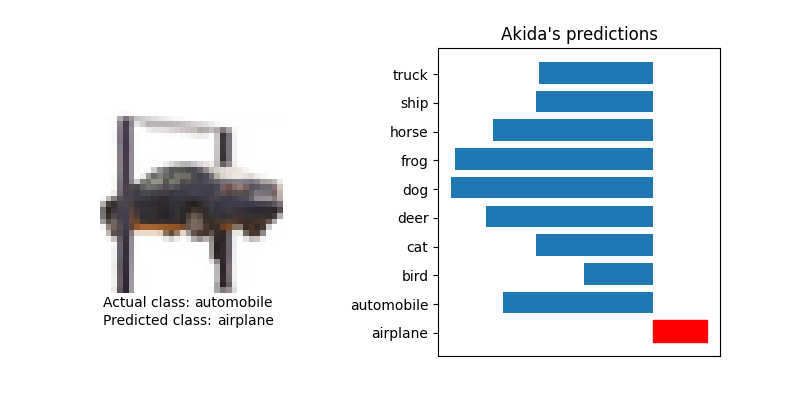 Actual class: automobile
Predicted class: airplane
Akida's predictions
truck
ship
horse
frog
dog
deer
cat
bird
automobile
airplane